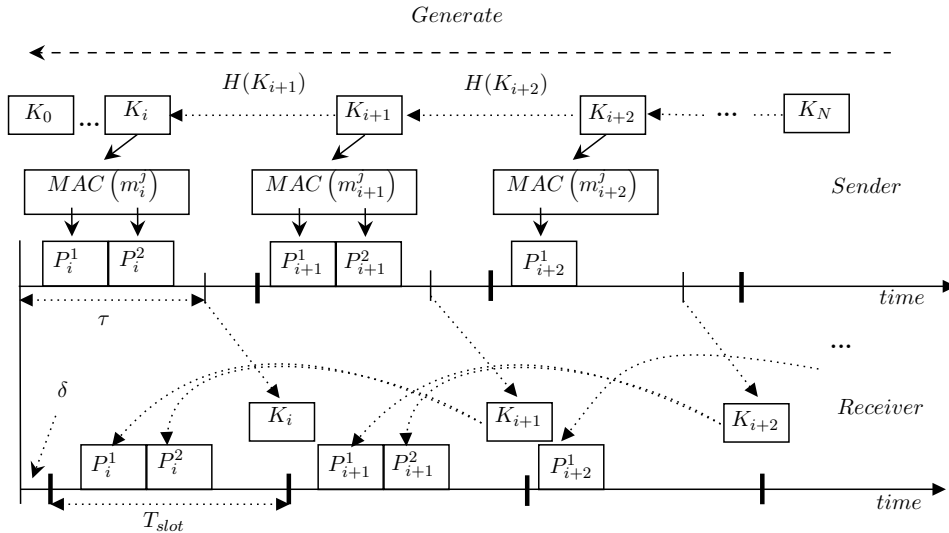 Generate
H(K_{i+1}) H(K_{i+2})
K_0 ... K_i K_{i+1} K_{i+2} ... K_N
MAC (m_i^j) MAC (m_{i+1}^j) MAC (m_{i+2}^j) Sender
P_i^1 P_i^2 P_{i+1}^1 P_{i+1}^2 P_{i+2}^1
time
τ
...
δ
K_i K_{i+1} K_{i+2} Receiver
P_i^1 P_i^2 P_{i+1}^1 P_{i+1}^2 P_{i+2}^1
time
T_{slot}